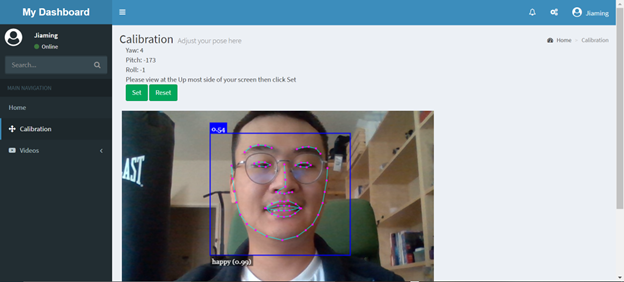 My Dashboard
Jiaming
Jiaming
Online
Search...
MAIN NAVIGATION
Home
Calibration
Videos
Calibration Adjust your pose here
Home > Calibration
Yaw: 4
Pitch: -173
Roll: -1
Please view at the Up most side of your screen then click Set
Set Reset
0.54
AST
happy (0.99)